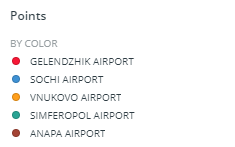 Points
BY COLOR
GELENDZHIK AIRPORT
SOCHI AIRPORT
VNUKOVO AIRPORT
SIMFEROPOL AIRPORT
ANAPA AIRPORT